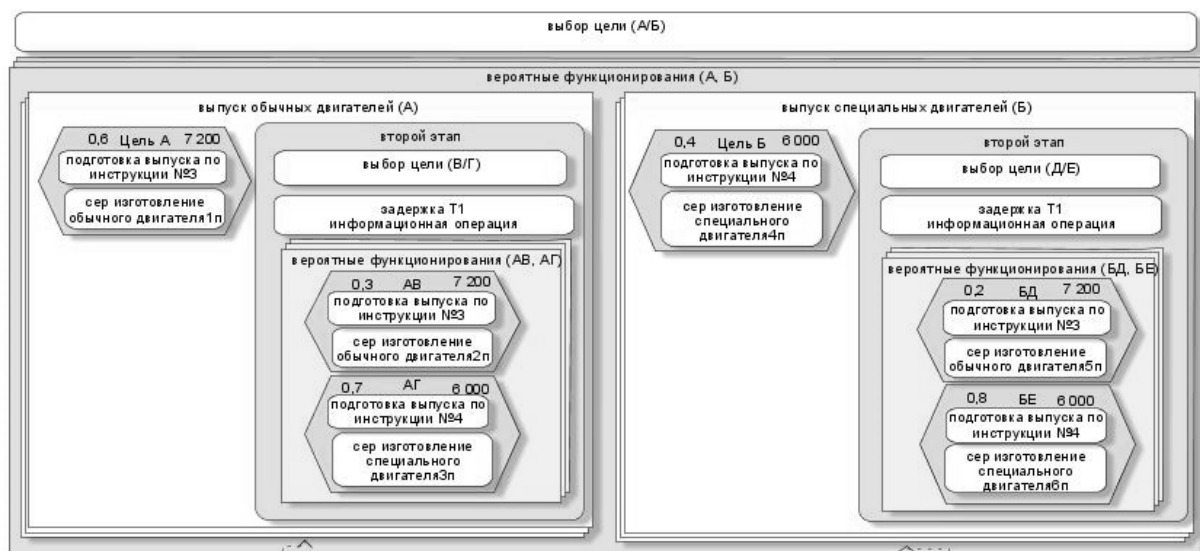 выбор цели (А/Б)
вероятные функционирования (А, Б)
выпуск обычных двигателей (А)
0,6 Цель А 7 200
подготовка выпуска по
инструкции №3
сер изготовление
обычного двигателя1п
второй этап
выбор цели (В/Г)
задержка Т1
информационная операция
вероятные функционирования (АВ, АГ)
0,3 АВ 7 200
подготовка выпуска по
инструкции №3
сер изготовление
обычного двигателя2п
0,7 АГ 6 000
подготовка выпуска по
инструкции №4
сер изготовление
специального
двигателя3п
выпуск специальных двигателей (Б)
0,4 Цель Б 6 000
подготовка выпуска по
инструкции №4
сер изготовление
специального
двигателя4п
второй этап
выбор цели (Д/Е)
задержка Т1
информационная операция
вероятные функционирования (БД, БЕ)
0,2 БД 7 200
подготовка выпуска по
инструкции №3
сер изготовление
обычного двигателя5п
0,8 БЕ 6 000
подготовка выпуска по
инструкции №4
сер изготовление
специального
двигателя6п